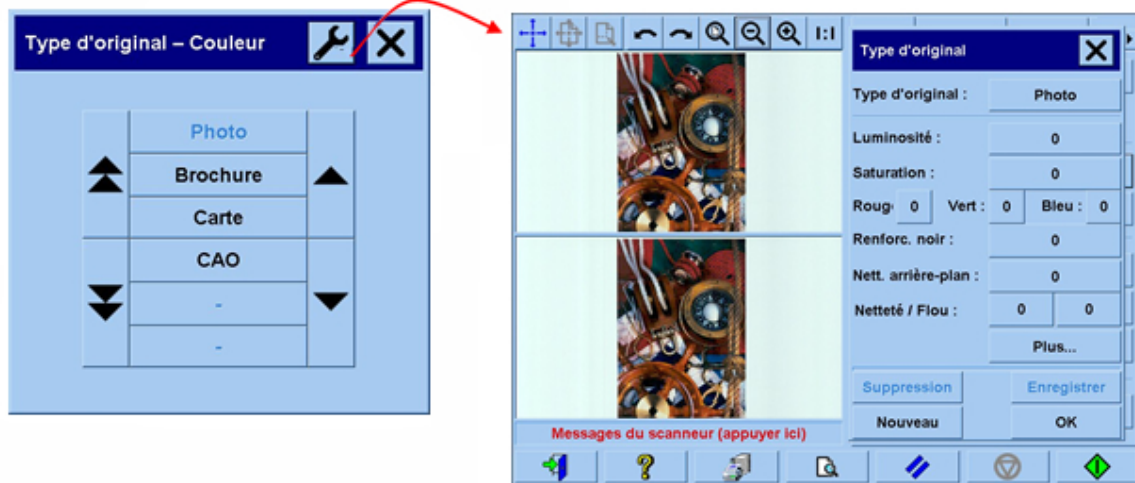 Type d'original – Couleur
Photo
Brochure
Carte
CAO
-
-
1:1
Type d'original
Type d'original : Photo
Luminosité : 0
Saturation : 0
Roug 0 Vert : 0 Bleu : 0
Renforc. noir : 0
Nett. arrière-plan : 0
Netteté / Flou : 0 0
Plus...
Suppression Enregistrer
Nouveau OK
Messages du scanneur (appuyer ici)